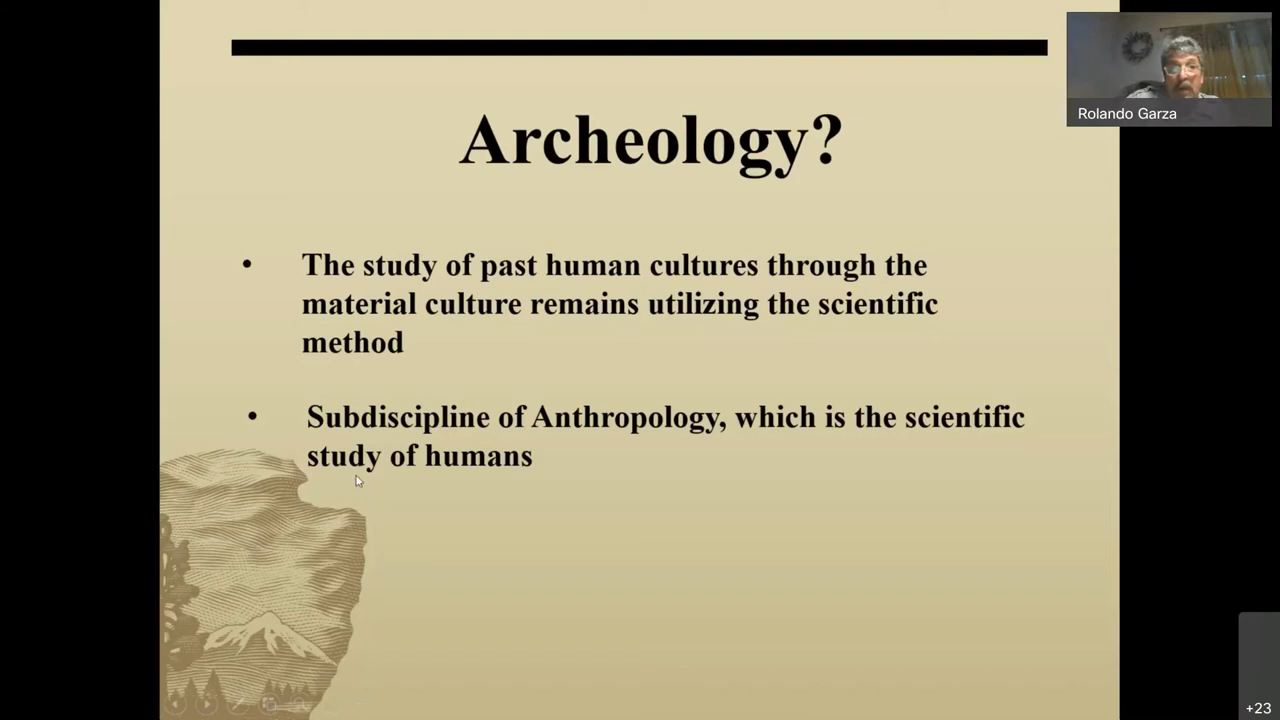 Archeology?
• The study of past human cultures through the
material culture remains utilizing the scientific
method
• Subdiscipline of Anthropology, which is the scientific
study of humans
Rolando Garza
+23